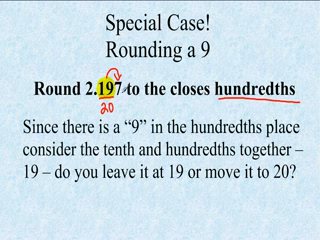 Special Case!
Rounding a 9
Round 2.197 to the closes hundredths
20
Since there is a “9” in the hundredths place
consider the tenth and hundredths together –
19 – do you leave it at 19 or move it to 20?